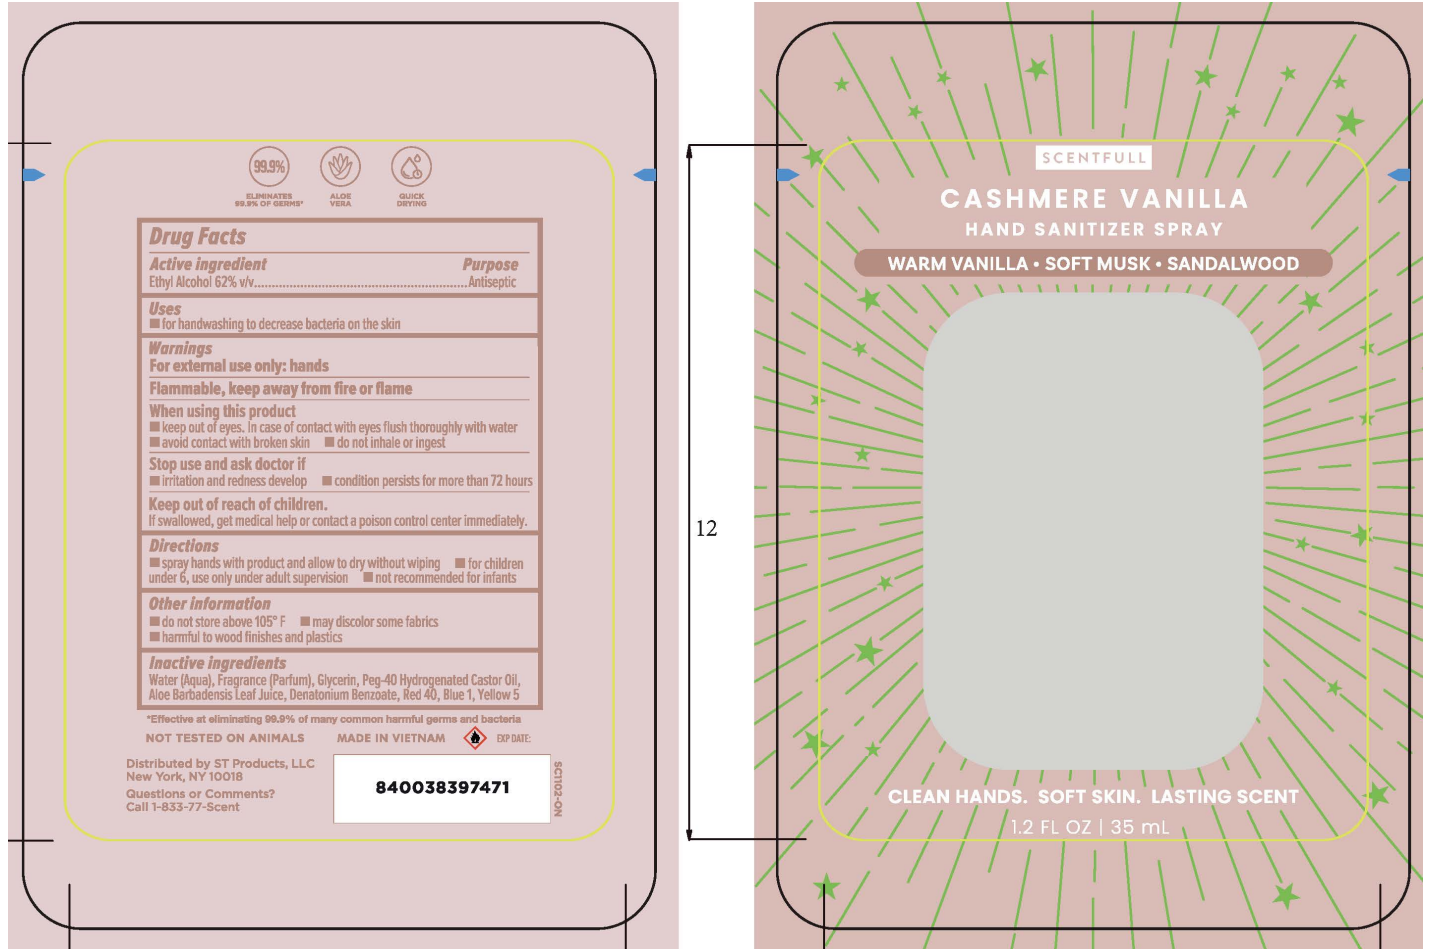 99.9%
ELIMINATES
99.9% OF GERMS*
ALOE
VERA
QUICK
DRYING
Drug Facts
Active ingredient Purpose
Ethyl Alcohol 62% v/v......................................................Antiseptic
Uses
■ for handwashing to decrease bacteria on the skin
Warnings
For external use only: hands
Flammable, keep away from fire or flame
When using this product
■ keep out of eyes. In case of contact with eyes flush thoroughly with water
■ avoid contact with broken skin ■ do not inhale or ingest
Stop use and ask doctor if
■ irritation and redness develop ■ condition persists for more than 72 hours
Keep out of reach of children.
If swallowed, get medical help or contact a poison control center immediately.
Directions
■ spray hands with product and allow to dry without wiping ■ for children
under 6, use only under adult supervision ■ not recommended for infants
Other information
■ do not store above 105° F ■ may discolor some fabrics
■ harmful to wood finishes and plastics
Inactive ingredients
Water (Aqua), Fragrance (Parfum), Glycerin, Peg-40 Hydrogenated Castor Oil,
Aloe Barbadensis Leaf Juice, Denatonium Benzoate, Red 40, Blue 1, Yellow 5
*Effective at eliminating 99.9% of many common harmful germs and bacteria
NOT TESTED ON ANIMALS MADE IN VIETNAM EXP DATE:
Distributed by ST Products, LLC
New York, NY 10018
Questions or Comments?
Call 1-833-77-Scent
840038397471
SC1102-ON
12
SCENTFULL
CASHMERE VANILLA
HAND SANITIZER SPRAY
WARM VANILLA • SOFT MUSK • SANDALWOOD
CLEAN HANDS. SOFT SKIN. LASTING SCENT
1.2 FL OZ | 35 mL